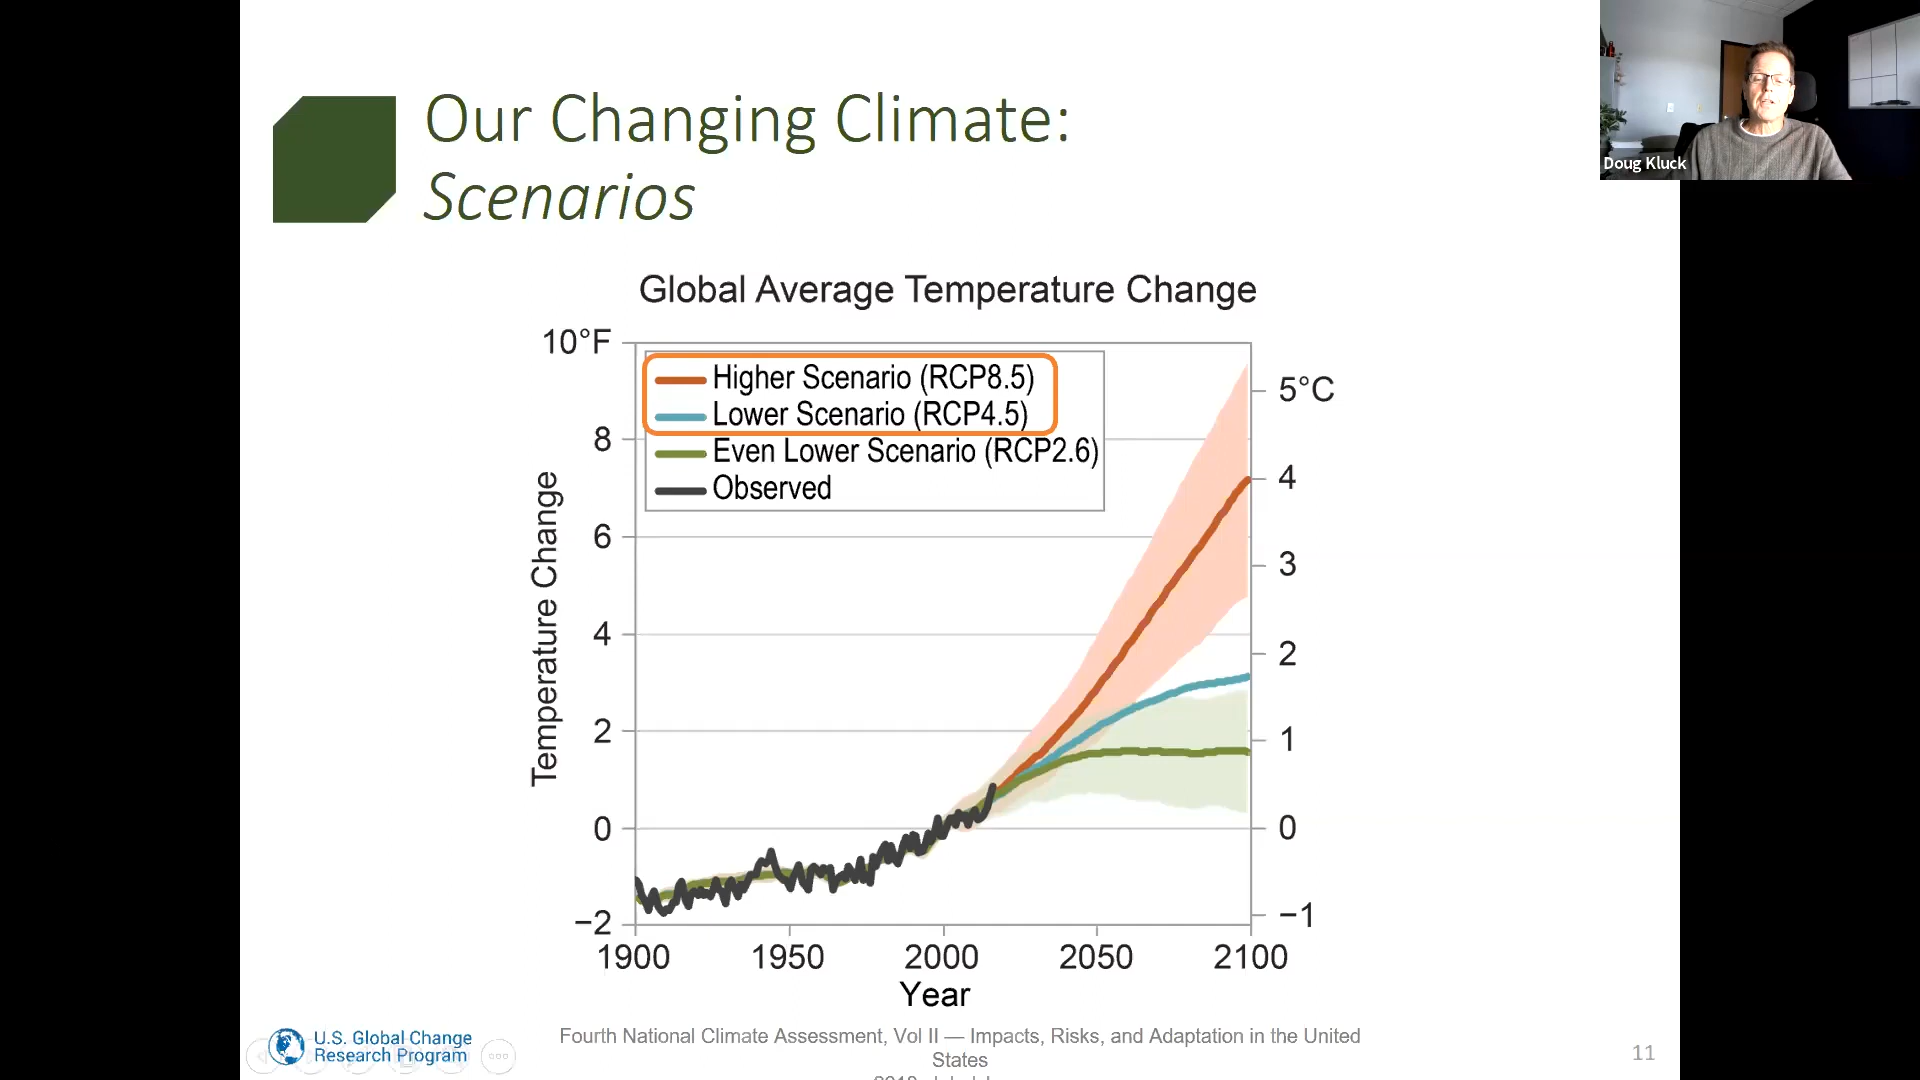 Our Changing Climate:
Scenarios
Doug Kluck
Global Average Temperature Change
10°F
8
6
4
2
0
−2
Temperature Change
Higher Scenario (RCP8.5)
Lower Scenario (RCP4.5)
Even Lower Scenario (RCP2.6)
Observed
5°C
4
3
2
1
0
−1
1900 1950 2000 2050 2100
Year
U.S. Global Change
Research Program
Fourth National Climate Assessment, Vol II — Impacts, Risks, and Adaptation in the United
States
11